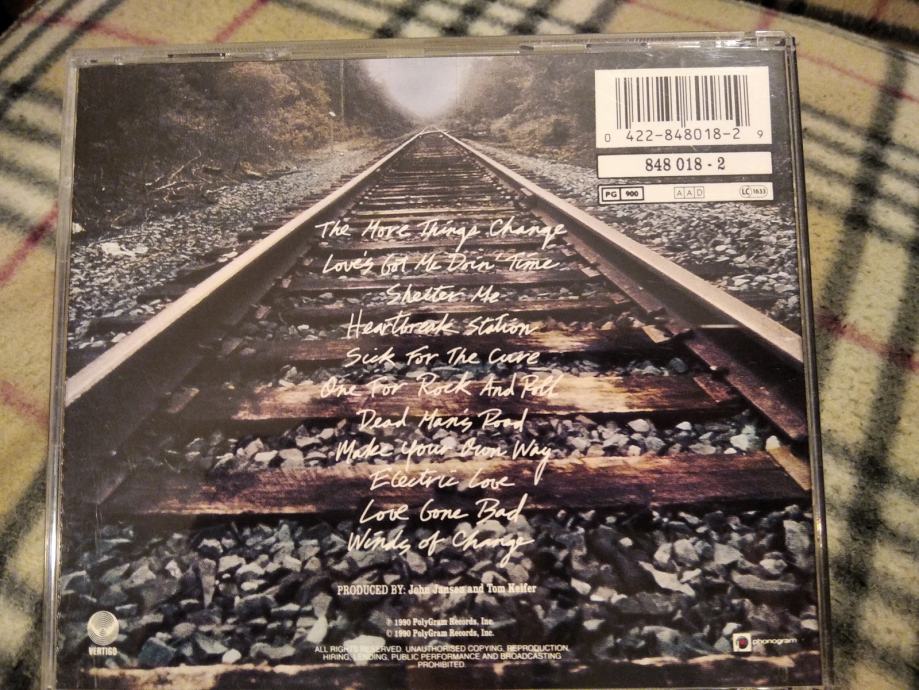 0 422-848018-2 9
848 018 - 2
PG 900 AAD LC 1633
The More Things Change
Love's Got Me Doin' Time
Shelter Me
Heartbreak Station
Sick For The Cure
One For Rock And Roll
Dead Man's Road
Make Your Own Way
Electric Love
Love Gone Bad
Winds of Change
PRODUCED BY: John Jansen and Tom Keifer
℗ 1990 PolyGram Records, Inc.
© 1990 PolyGram Records, Inc.
ALL RIGHTS RESERVED. UNAUTHORISED COPYING, REPRODUCTION,
HIRING, LENDING, PUBLIC PERFORMANCE AND BROADCASTING
PROHIBITED.
VERTIGO
phonogram